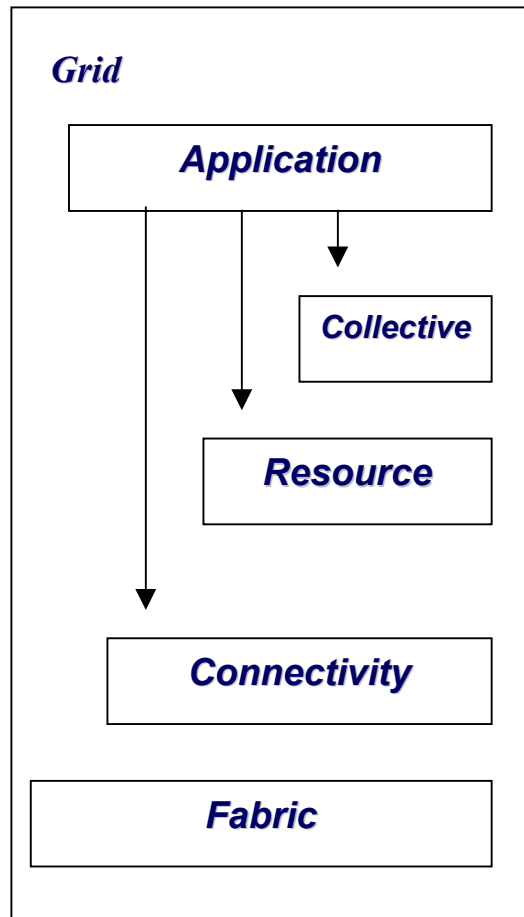 Grid
Application
Collective
Resource
Connectivity
Fabric